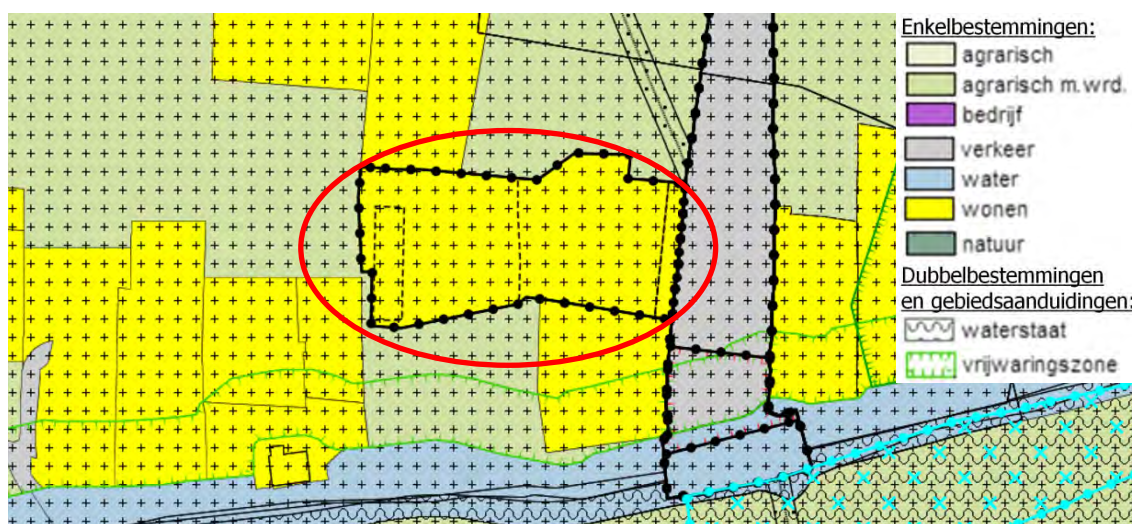 Enkelbestemmingen:
agrarisch
agrarisch m.wrd.
bedrijf
verkeer
water
wonen
natuur
Dubbelbestemmingen
en gebiedsaanduidingen:
waterstaat
vrijwaringszone